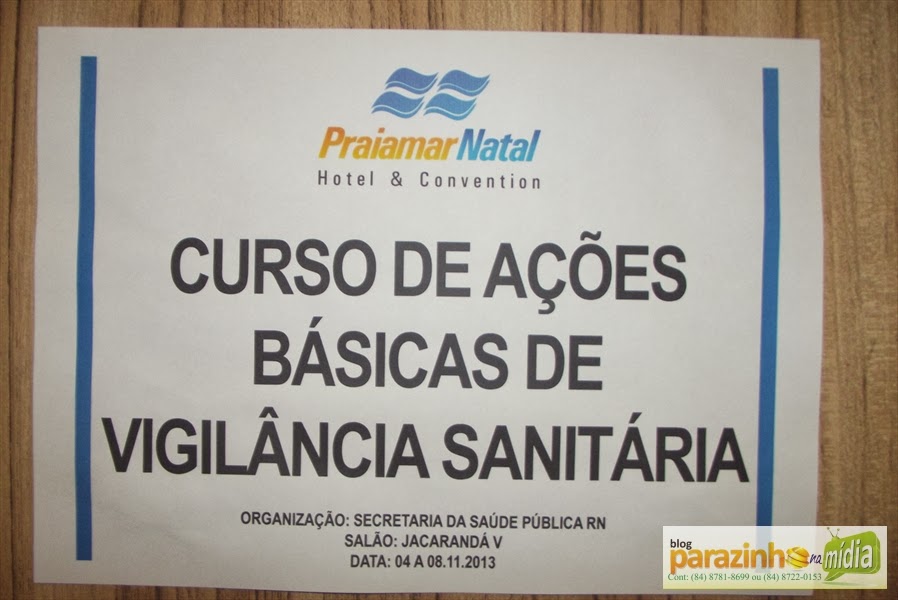 Praiamar Natal
Hotel & Convention
CURSO DE AÇÕES
BÁSICAS DE
VIGILÂNCIA SANITÁRIA
ORGANIZAÇÃO: SECRETARIA DA SAÚDE PÚBLICA RN
SALÃO: JACARANDÁ V
DATA: 04 A 08.11.2013
blog
parazinho na mídia
Cont: (84) 8781-8699 ou (84) 8722-0153